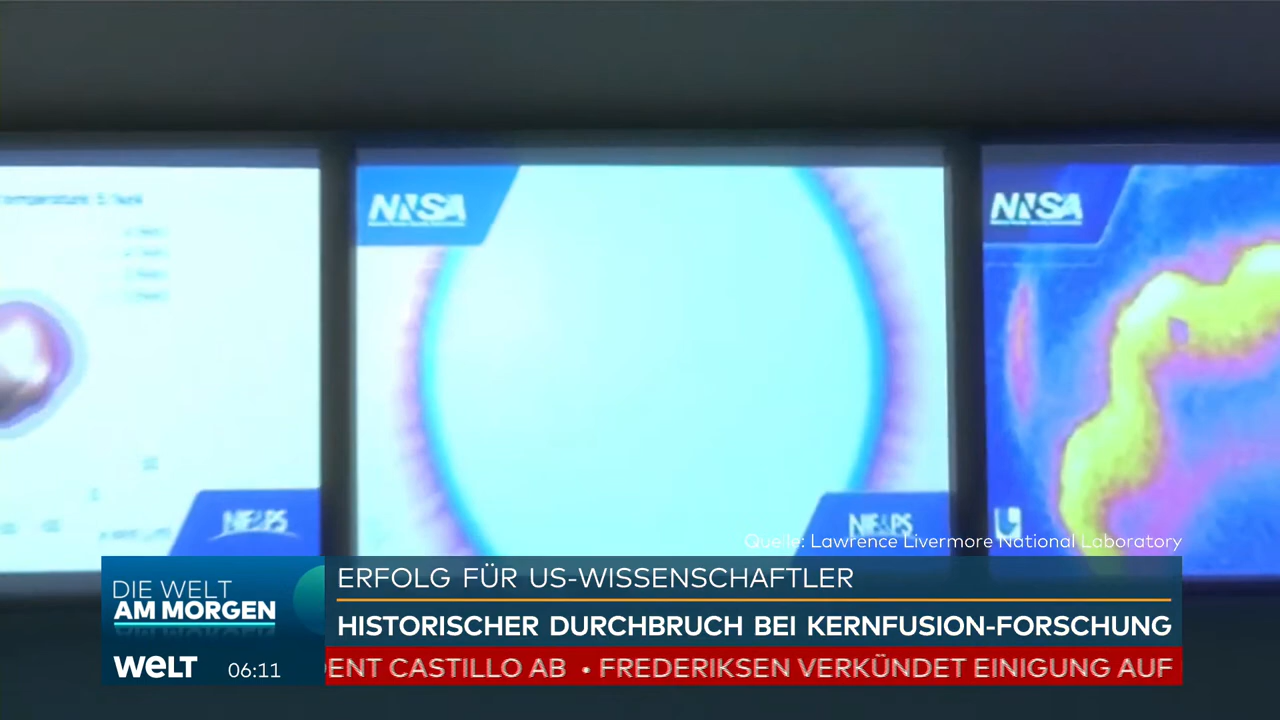 NNSA
NNSA
NIF&PS
NIF&PS
Quelle: Lawrence Livermore National Laboratory
DIE WELT
AM MORGEN
ERFOLG FÜR US-WISSENSCHAFTLER
HISTORISCHER DURCHBRUCH BEI KERNFUSION-FORSCHUNG
WELT 06:11
DENT CASTILLO AB • FREDERIKSEN VERKÜNDET EINIGUNG AUF